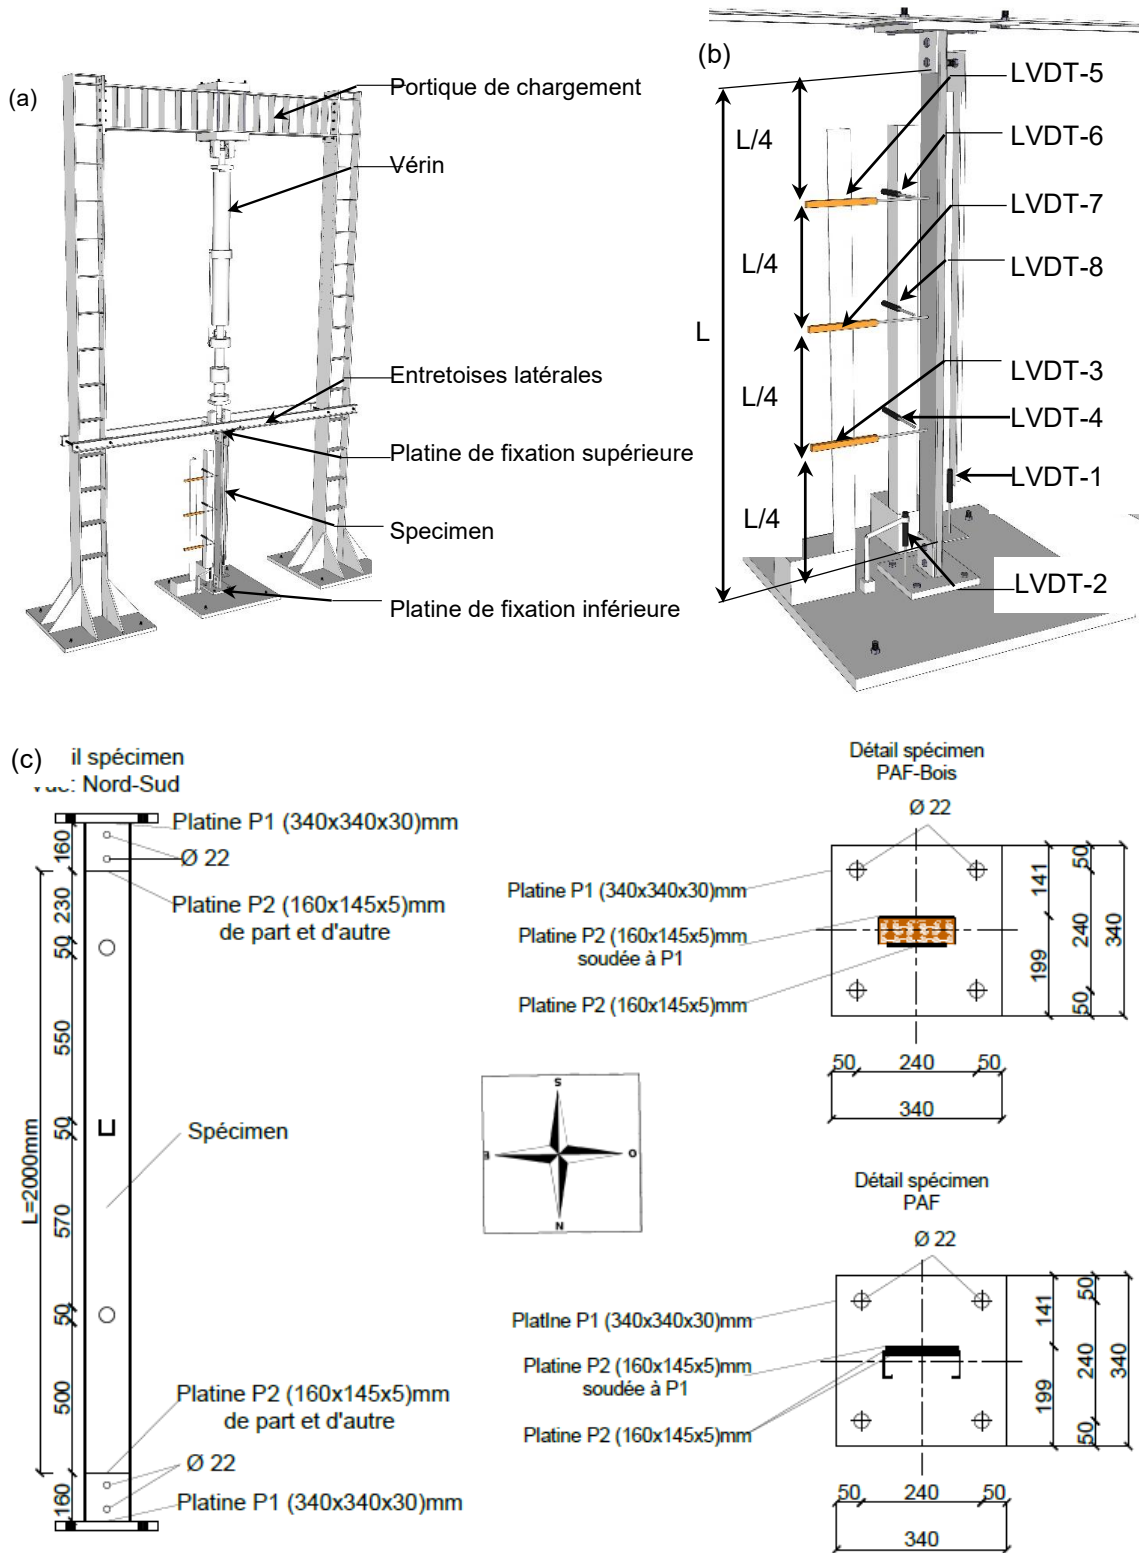 (a)
Portique de chargement
Vérin
Entretoises latérales
Platine de fixation supérieure
Specimen
Platine de fixation inférieure
(b)
LVDT-5
LVDT-6
LVDT-7
LVDT-8
LVDT-3
LVDT-4
LVDT-1
LVDT-2
L/4
L/4
L/4
L/4
L
(c)
il spécimen
Vue: Nord-Sud
Platine P1 (340x340x30)mm
Ø 22
Platine P2 (160x145x5)mm
de part et d'autre
Spécimen
Platine P2 (160x145x5)mm
de part et d'autre
Ø 22
Platine P1 (340x340x30)mm
160
230
50
550
50
570
50
500
160
L=2000mm
S
E
O
N
Détail spécimen
PAF-Bois
Ø 22
Platine P1 (340x340x30)mm
Platine P2 (160x145x5)mm
soudée à P1
Platine P2 (160x145x5)mm
141
199
50
240
50
340
50 240 50
340
Détail spécimen
PAF
Ø 22
Platine P1 (340x340x30)mm
Platine P2 (160x145x5)mm
soudée à P1
Platine P2 (160x145x5)mm
141
199
50
240
50
340
50 240 50
340